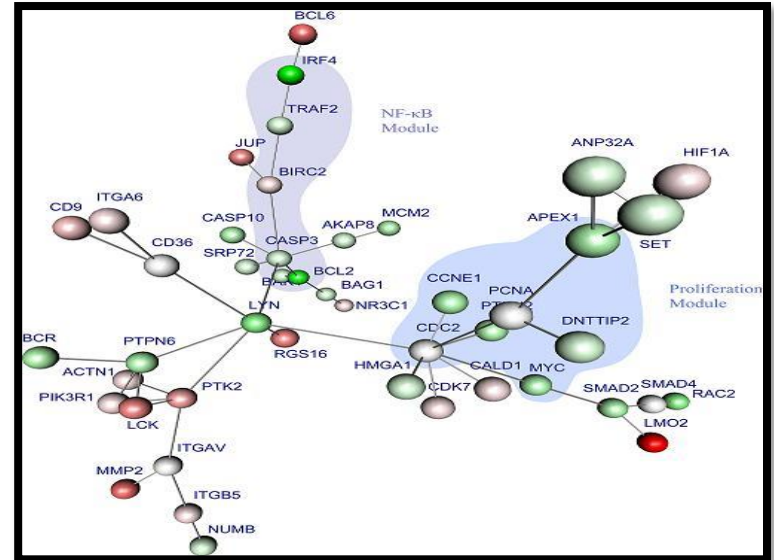 BCL6
IRF4
TRAF2
NF-κB
Module
JUP
BIRC2
ANP32A
HIF1A
ITGA6
CD9
CD36
CASP10
CASP3
AKAP8
MCM2
SRP72
APEX1
SET
BCL2
BAG1
NR3C1
CCNE1
PCNA
Proliferation
Module
LYN
RGS16
CDC2
DNTTIP2
BCR
PTPN6
ACTN1
PIK3R1
LCK
PTK2
HMGA1
CDK7
CALD1
MYC
SMAD2
SMAD4
RAC2
LMO2
ITGAV
MMP2
ITGB5
NUMB